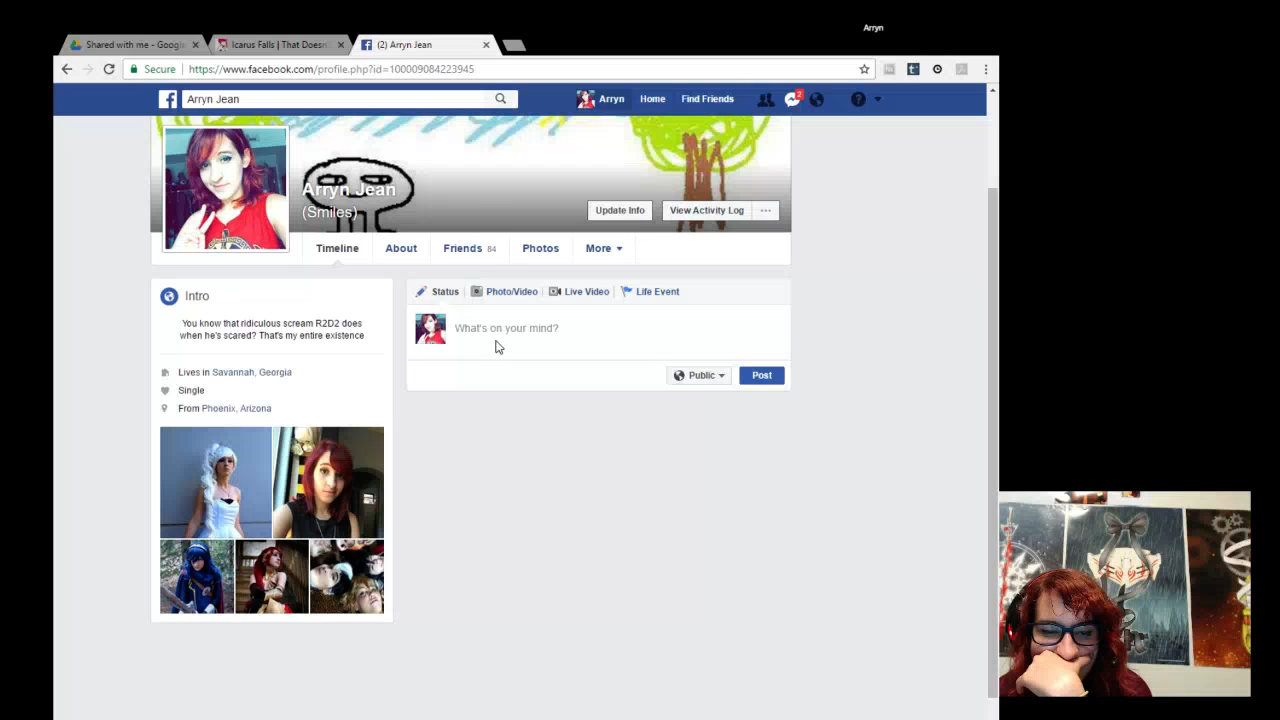 Arryn
Shared with me - Google
Icarus Falls | That Doesn'
(2) Arryn Jean
Secure
https://www.facebook.com/profile.php?id=100009084223945
Arryn Jean
Arryn
Home
Find Friends
2
Arryn Jean
(Smiles)
Update Info
View Activity Log
Timeline
About
Friends 84
Photos
More
Intro
You know that ridiculous scream R2D2 does
when he's scared? That's my entire existence
Lives in Savannah, Georgia
Single
From Phoenix, Arizona
Status
Photo/Video
Live Video
Life Event
What's on your mind?
Public
Post